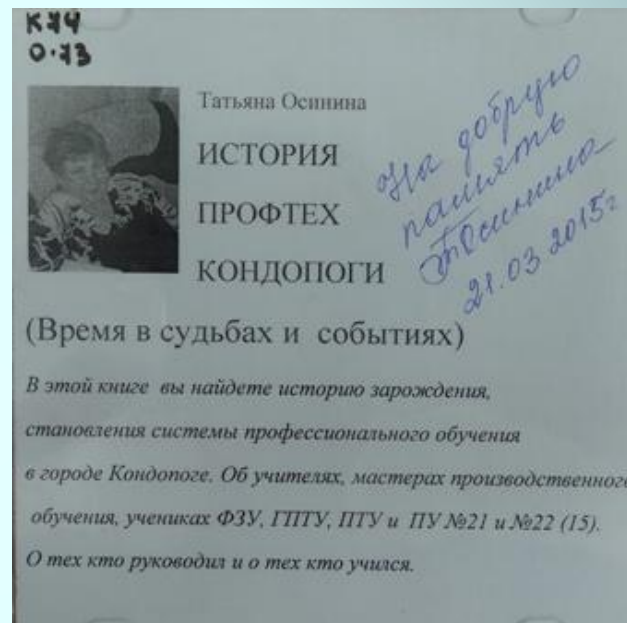 К74
О-73
Татьяна Осинина
ИСТОРИЯ
ПРОФТЕХ
КОНДОПОГИ
На добрую
память
ТОсинина
21.03 2015г
(Время в судьбах и событиях)
В этой книге вы найдете историю зарождения,
становления системы профессионального обучения
в городе Кондопоге. Об учителях, мастерах производственного
обучения, учениках ФЗУ, ГПТУ, ПТУ и ПУ №21 и №22 (15).
О тех кто руководил и о тех кто учился.